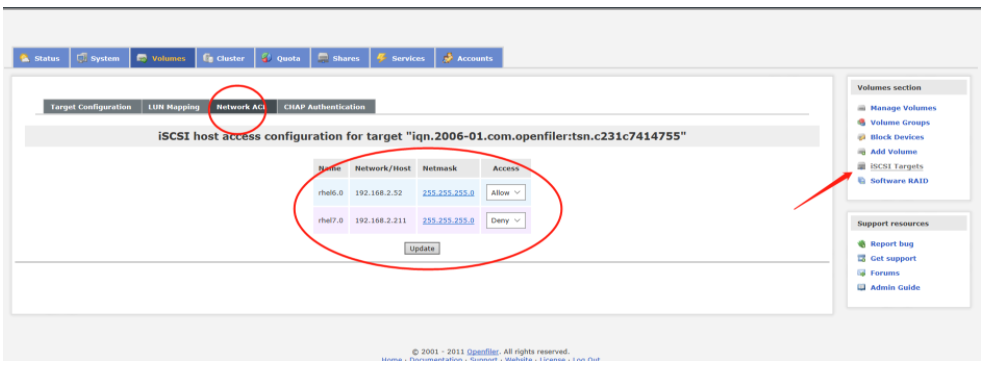 Status System Volumes Cluster Quota Shares Services Accounts
Target Configuration LUN Mapping Network ACL CHAP Authentication
iSCSI host access configuration for target "iqn.2006-01.com.openfiler:tsn.c231c7414755"
Name Network/Host Netmask Access
rhel6.0 192.168.2.52 255.255.255.0 Allow
rhel7.0 192.168.2.211 255.255.255.0 Deny
Update
Volumes section
Manage Volumes
Volume Groups
Block Devices
Add Volume
iSCSI Targets
Software RAID
Support resources
Report bug
Get support
Forums
Admin Guide
© 2001 - 2011 Openfiler. All rights reserved.
Home - Documentation - Support - Website - License - Log Out